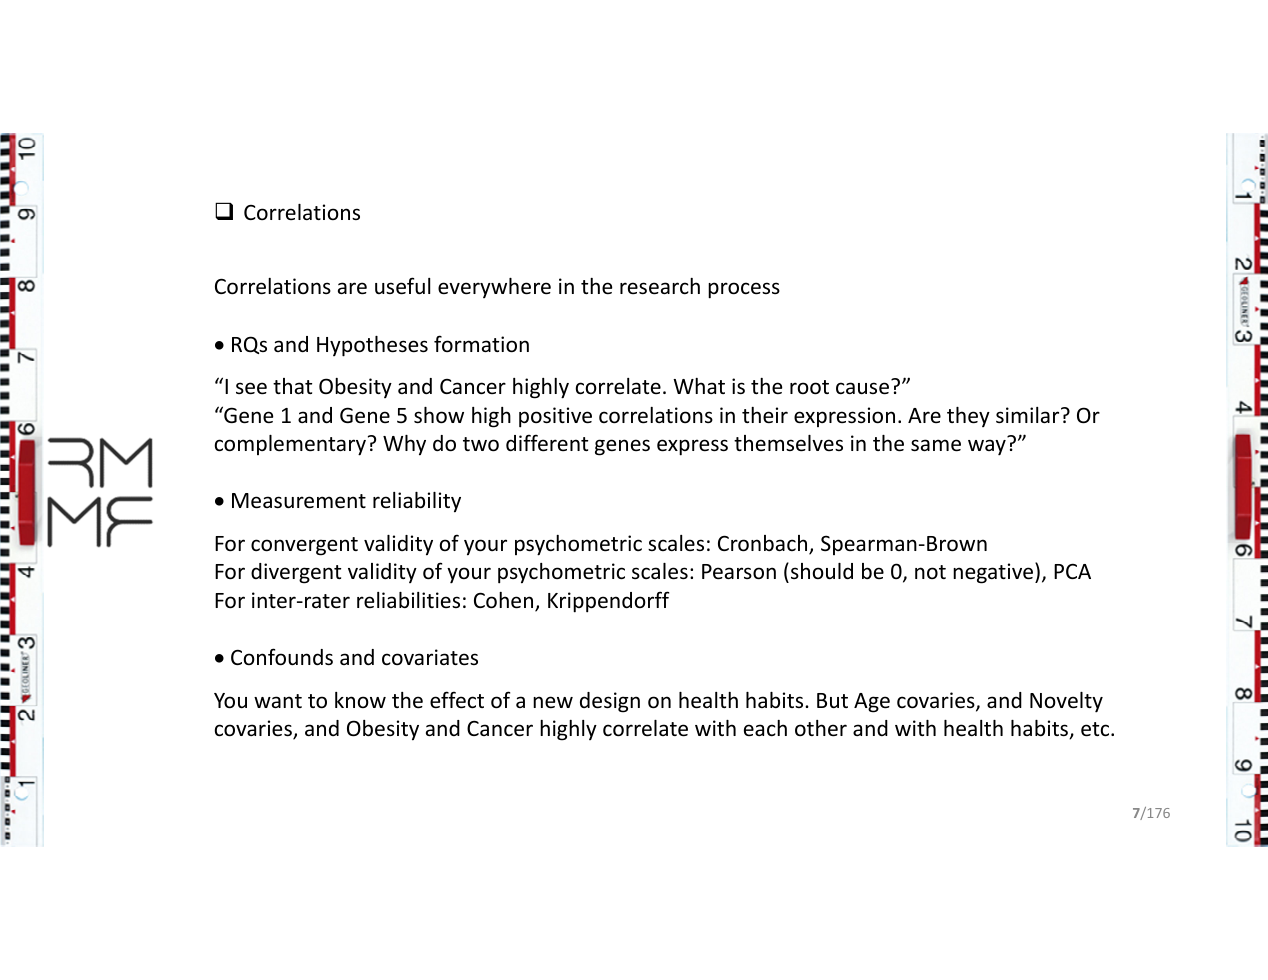 ❑ Correlations
Correlations are useful everywhere in the research process
• RQs and Hypotheses formation
“I see that Obesity and Cancer highly correlate. What is the root cause?”
“Gene 1 and Gene 5 show high positive correlations in their expression. Are they similar? Or
complementary? Why do two different genes express themselves in the same way?”
• Measurement reliability
For convergent validity of your psychometric scales: Cronbach, Spearman-Brown
For divergent validity of your psychometric scales: Pearson (should be 0, not negative), PCA
For inter-rater reliabilities: Cohen, Krippendorff
• Confounds and covariates
You want to know the effect of a new design on health habits. But Age covaries, and Novelty
covaries, and Obesity and Cancer highly correlate with each other and with health habits, etc.
7/176
RM
MF
10
9
8
7
6
4
3
GEOLINER
2
1
1
2
GEOLINER
3
4
6
7
8
9
10